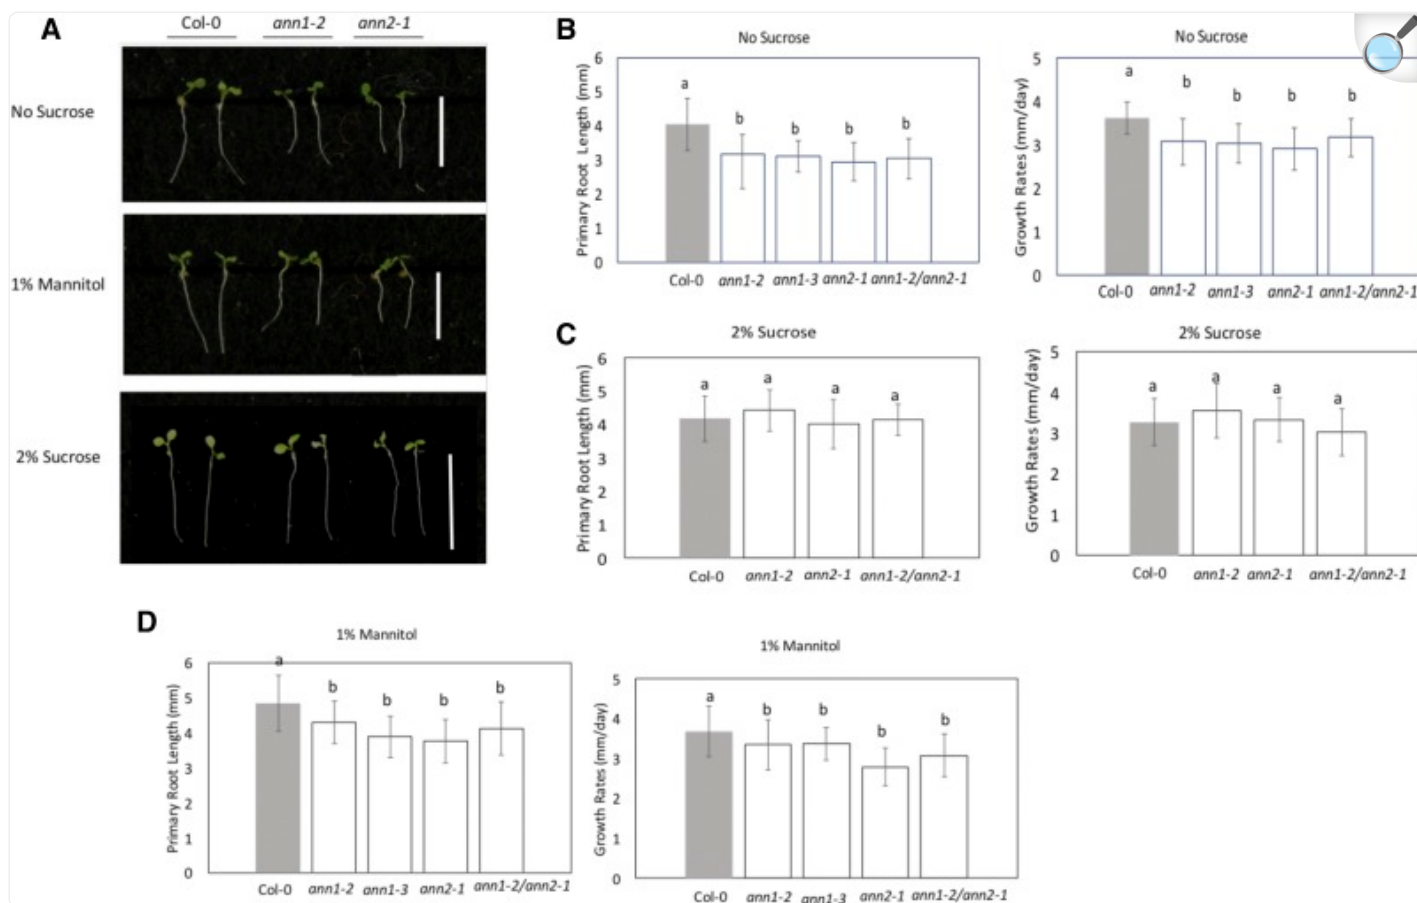 A
Col-0 ann1-2 ann2-1
No Sucrose
1% Mannitol
2% Sucrose
B
No Sucrose
Primary Root Length (mm)
6
5
4
3
2
1
0
a b b b b
Col-0 ann1-2 ann1-3 ann2-1 ann1-2/ann2-1
No Sucrose
Growth Rates (mm/day)
5
4
3
2
1
0
a b b b b
Col-0 ann1-2 ann1-3 ann2-1 ann1-2/ann2-1
C
2% Sucrose
Primary Root Length (mm)
6
5
4
3
2
1
0
a a a a
Col-0 ann1-2 ann2-1 ann1-2/ann2-1
2% Sucrose
Growth Rates (mm/day)
5
4
3
2
1
0
a a a a
Col-0 ann1-2 ann2-1 ann1-2/ann2-1
D
1% Mannitol
Primary Root Length (mm)
6
5
4
3
2
1
0
a b b b b
Col-0 ann1-2 ann1-3 ann2-1 ann1-2/ann2-1
1% Mannitol
Growth Rates (mm/day)
5
4
3
2
1
0
a b b b b
Col-0 ann1-2 ann1-3 ann2-1 ann1-2/ann2-1